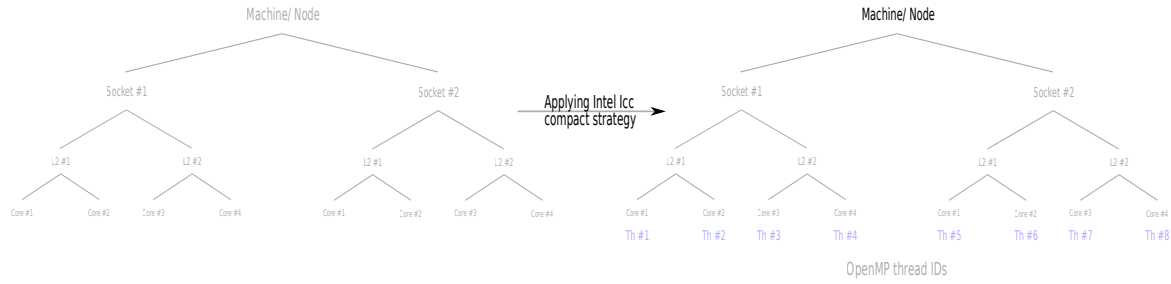 Machine/ Node
Socket #1
Socket #2
L2 #1
L2 #2
L2 #1
L2 #2
Core #1
Core #2
Core #3
Core #4
Core #1
Core #2
Core #3
Core #4
Applying Intel Icc
compact strategy
Machine/ Node
Socket #1
Socket #2
L2 #1
L2 #2
L2 #1
L2 #2
Core #1
Core #2
Core #3
Core #4
Core #1
Core #2
Core #3
Core #4
Th #1
Th #2
Th #3
Th #4
Th #5
Th #6
Th #7
Th #8
OpenMP thread IDs